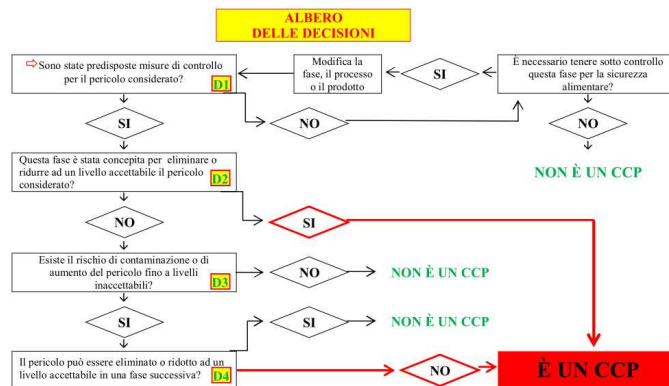 ALBERO
DELLE DECISIONI
⇨Sono state predisposte misure di controllo
per il pericolo considerato?
D1
Modifica la
fase, il processo
o il prodotto
SI
È necessario tenere sotto controllo
questa fase per la sicurezza
alimentare?
SI
NO
NO
NON È UN CCP
Questa fase è stata concepita per eliminare o
ridurre ad un livello accettabile il pericolo
considerato?
D2
NO
SI
Esiste il rischio di contaminazione o di
aumento del pericolo fino a livelli
inaccettabili?
D3
NO
NON È UN CCP
SI
SI
NON È UN CCP
Il pericolo può essere eliminato o ridotto ad un
livello accettabile in una fase successiva?
D4
NO
È UN CCP